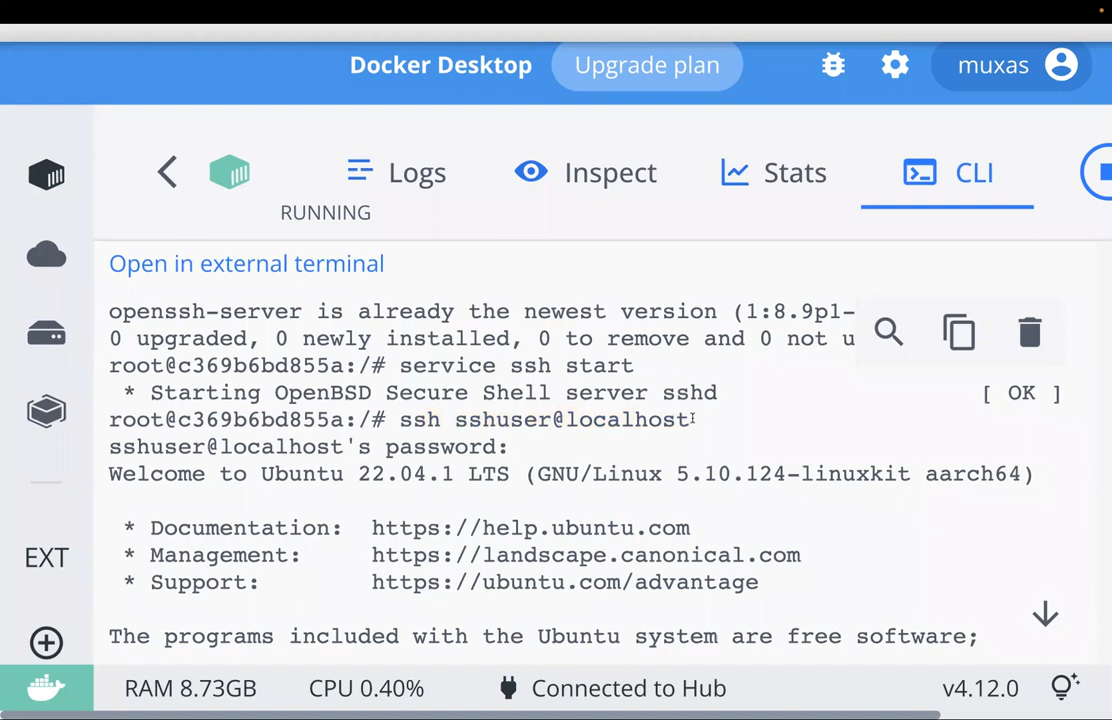 Docker Desktop Upgrade plan muxas
Logs Inspect Stats CLI
RUNNING
Open in external terminal
openssh-server is already the newest version (1:8.9p1-
0 upgraded, 0 newly installed, 0 to remove and 0 not u
root@c369b6bd855a:/# service ssh start
* Starting OpenBSD Secure Shell server sshd [ OK ]
root@c369b6bd855a:/# ssh sshuser@localhost
sshuser@localhost's password:
Welcome to Ubuntu 22.04.1 LTS (GNU/Linux 5.10.124-linuxkit aarch64)
* Documentation: https://help.ubuntu.com
* Management: https://landscape.canonical.com
* Support: https://ubuntu.com/advantage
The programs included with the Ubuntu system are free software;
EXT
RAM 8.73GB CPU 0.40% Connected to Hub v4.12.0